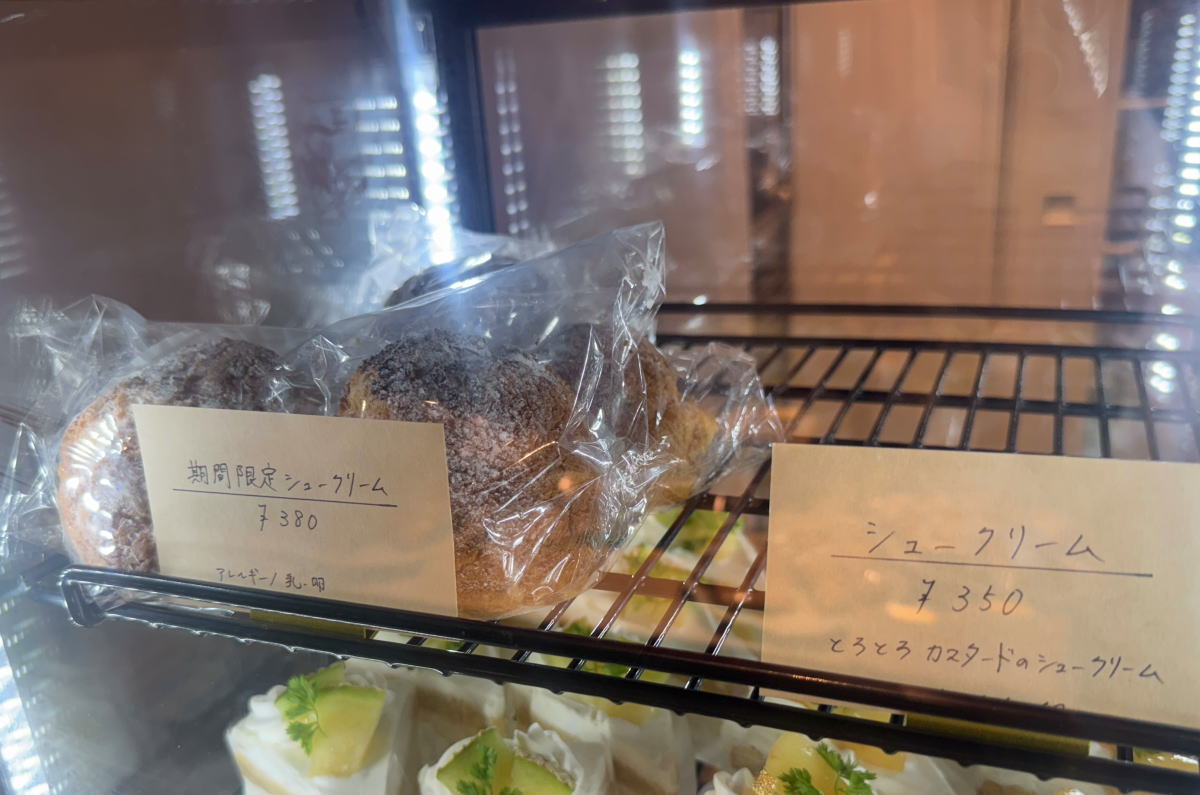 期間限定シュークリーム
¥380
アレルギー/乳・卵
シュークリーム
¥350
とろとろカスタードのシュークリーム